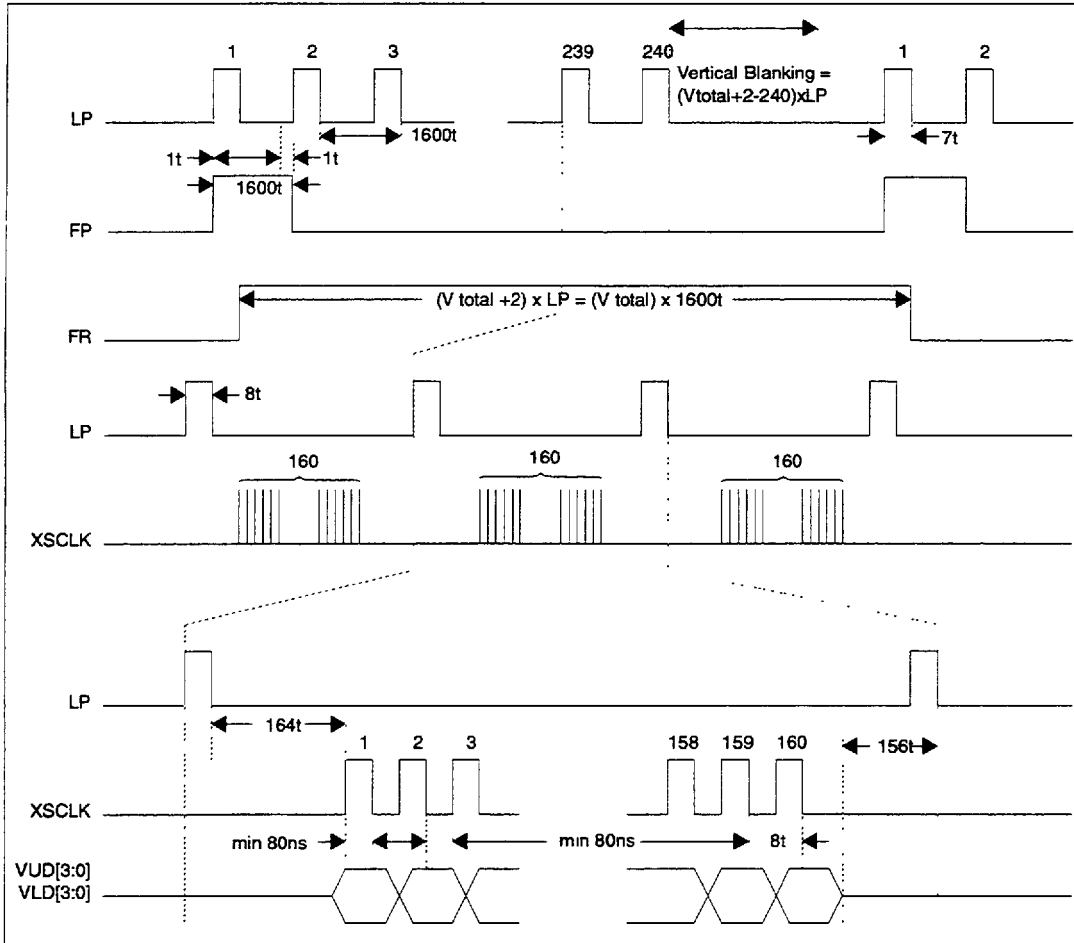 1 2 3 239 240 1 2
Vertical Blanking =
(Vtotal+2-240)xLP
LP
1600t
7t
1t
1t
1600t
FP
(V total +2) x LP = (V total) x 1600t
FR
8t
LP
160 160 160
XSCLK
LP
164t
156t
1 2 3 158 159 160
XSCLK
min 80ns
min 80ns
8t
VUD[3:0]
VLD[3:0]